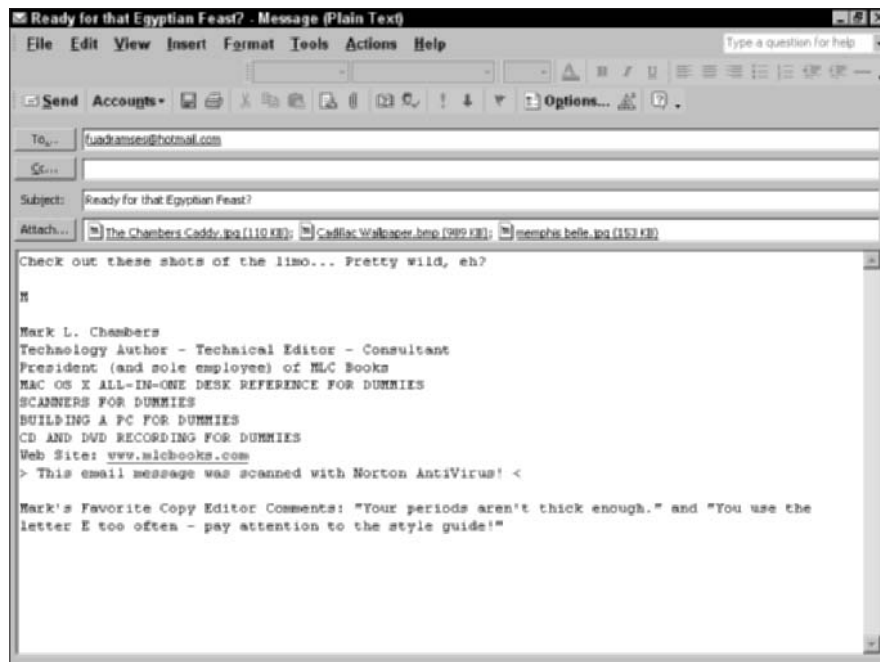 Ready for that Egyptian Feast? - Message (Plain Text)
File Edit View Insert Format Tools Actions Help
Type a question for help
A B I U
Send Accounts Options...
To...
fuadramses@hotmail.com
Cc...
Subject: Ready for that Egyptian Feast?
Attach... The Chambers Caddy.jpg (110 KB); Cadillac Wallpaper.bmp (989 KB); memphis belle.jpg (153 KB)
Check out these shots of the limo... Pretty wild, eh?
M
Mark L. Chambers
Technology Author - Technical Editor - Consultant
President (and sole employee) of MLC Books
MAC OS X ALL-IN-ONE DESK REFERENCE FOR DUMMIES
SCANNERS FOR DUMMIES
BUILDING A PC FOR DUMMIES
CD AND DVD RECORDING FOR DUMMIES
Web Site: www.mlcbooks.com
> This email message was scanned with Norton AntiVirus! <
Mark's Favorite Copy Editor Comments: "Your periods aren't thick enough." and "You use the
letter E too often - pay attention to the style guide!"